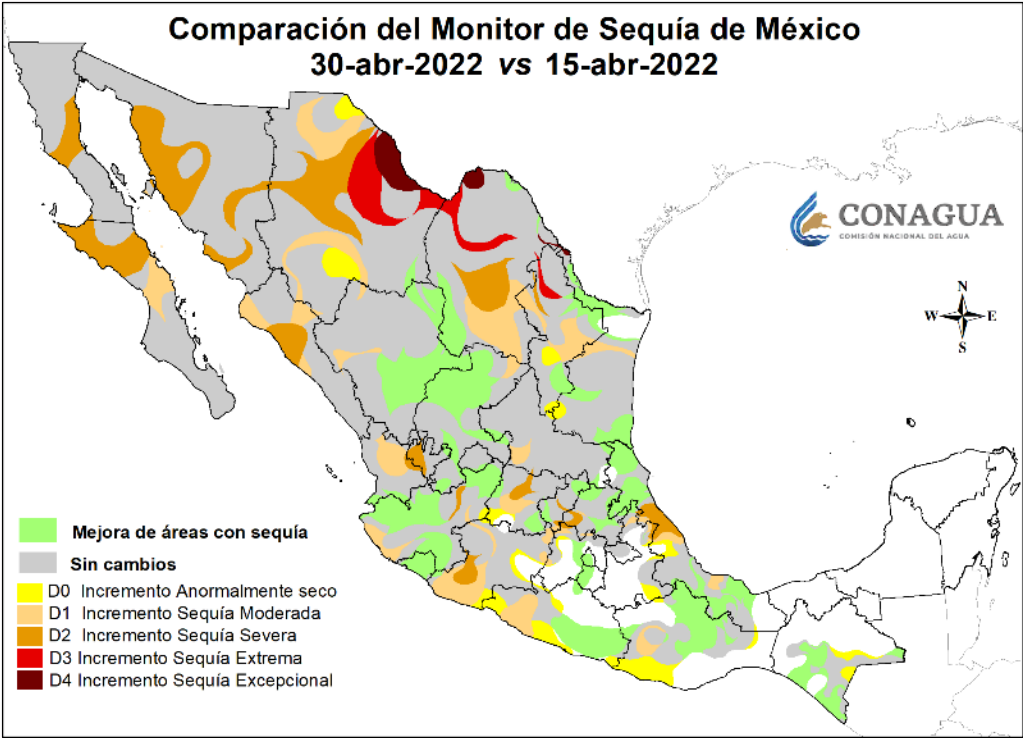 Comparación del Monitor de Sequía de México
30-abr-2022 vs 15-abr-2022
CONAGUA
COMISIÓN NACIONAL DEL AGUA
N
W E
S
Mejora de áreas con sequía
Sin cambios
D0 Incremento Anormalmente seco
D1 Incremento Sequía Moderada
D2 Incremento Sequía Severa
D3 Incremento Sequía Extrema
D4 Incremento Sequía Excepcional